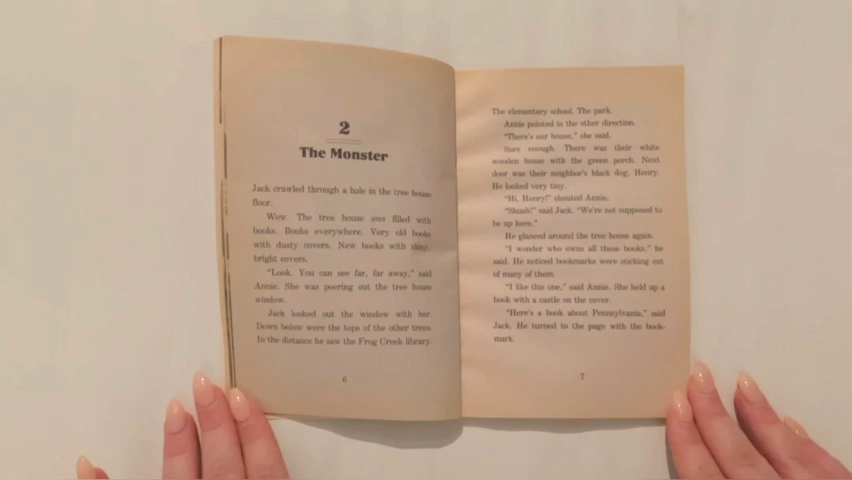 2
The Monster
Jack crawled through a hole in the tree house
floor.
Wow. The tree house was filled with
books. Books everywhere. Very old books
with dusty covers. New books with shiny,
bright covers.
"Look. You can see far, far away," said
Annie. She was peering out the tree house
window.
Jack looked out the window with her.
Down below were the tops of the other trees.
In the distance he saw the Frog Creek library.
6
The elementary school. The park.
Annie pointed in the other direction.
"There's our house," she said.
Sure enough. There was their white
wooden house with the green porch. Next
door was their neighbor's black dog, Henry.
He looked very tiny.
"Hi, Henry!" shouted Annie.
"Shush!" said Jack. "We're not supposed to
be up here."
He glanced around the tree house again.
"I wonder who owns all these books," he
said. He noticed bookmarks were sticking out
of many of them.
"I like this one," said Annie. She held up a
book with a castle on the cover.
"Here's a book about Pennsylvania," said
Jack. He turned to the page with the book-
mark.
7